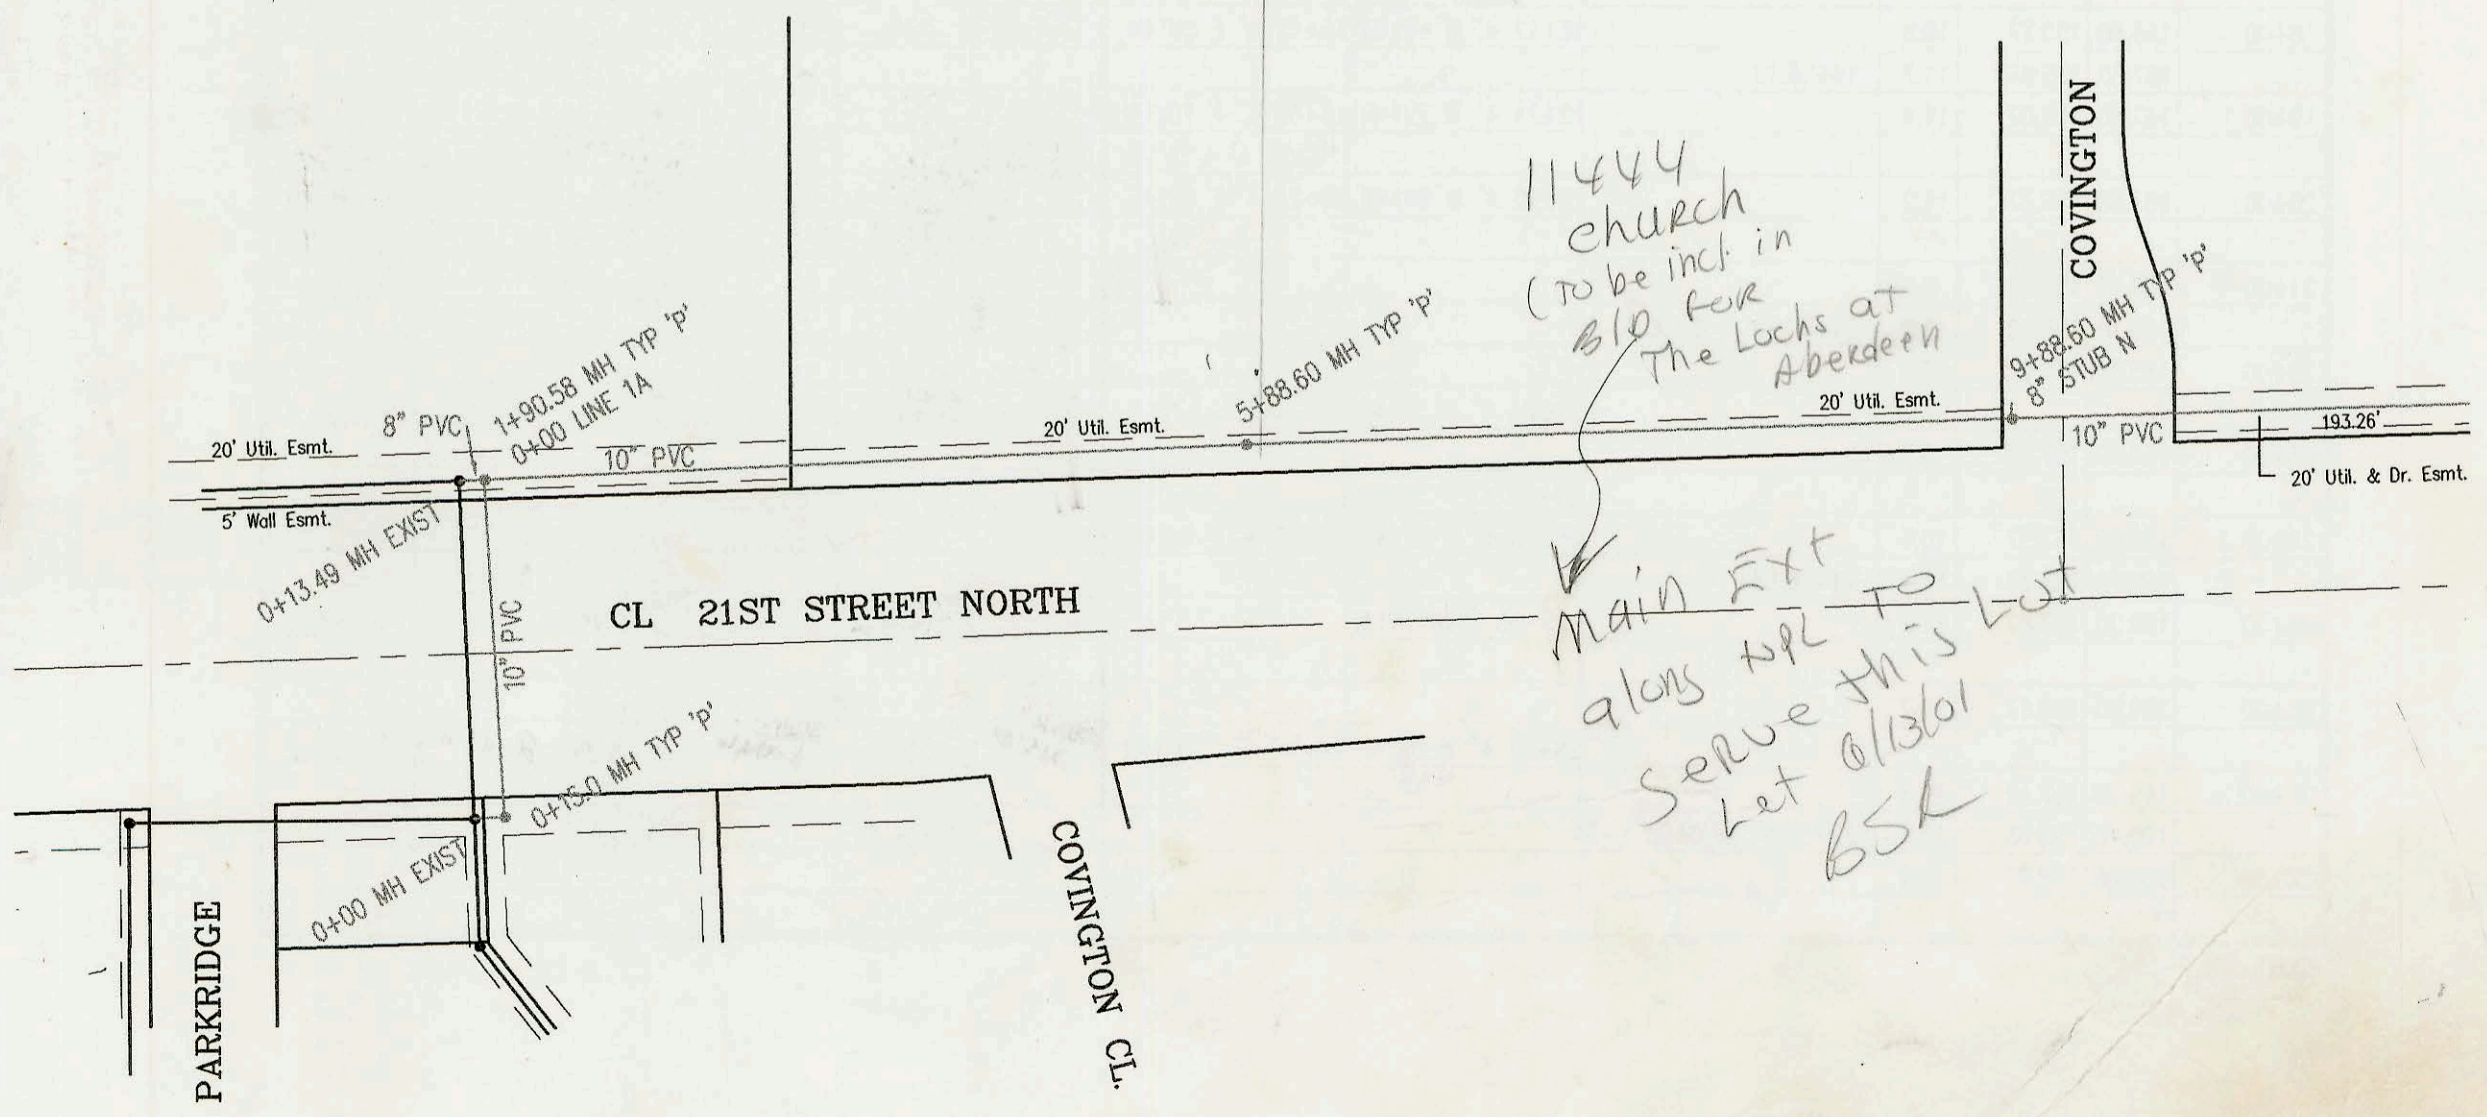 COVINGTON
11444
church
(To be incl. in
B/D FOR
The Lochs at
Aberdeen
1+90.58 MH TYP 'P'
0+00 LINE 1A
5+88.60 MH TYP 'P'
9+88.60 MH TYP 'P'
8" STUB N
8" PVC
20' Util. Esmt.
10" PVC
20' Util. Esmt.
20' Util. Esmt.
10" PVC
193.26'
20' Util. & Dr. Esmt.
5' Wall Esmt.
0+13.49 MH EXIST
CL 21ST STREET NORTH
10" PVC
Main Ext
along NPL TO
serve this Lot
Let 6/13/01
BSR
0+15.0 MH TYP 'P'
0+00 MH EXIST
PARKRIDGE
COVINGTON CL.